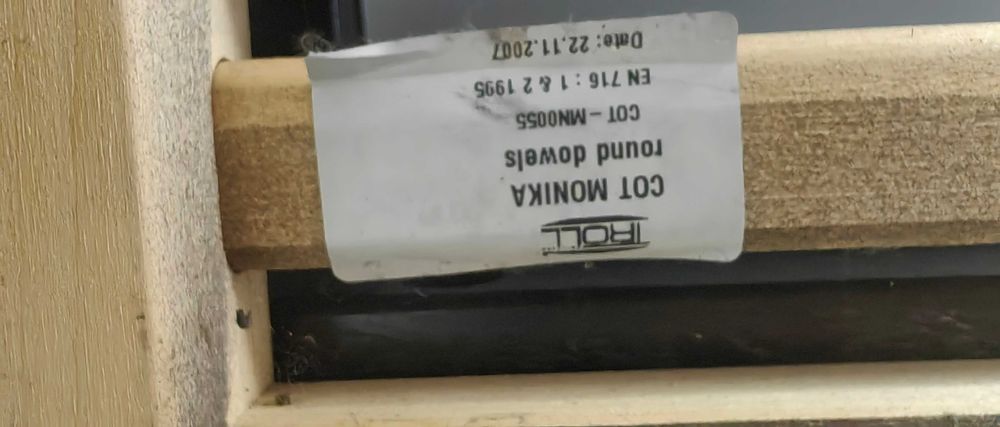 TROLL
COT MONIKA
round dowels
COT - MN0055
EN 716 : 1 & 2 1995
Date: 22.11.2007